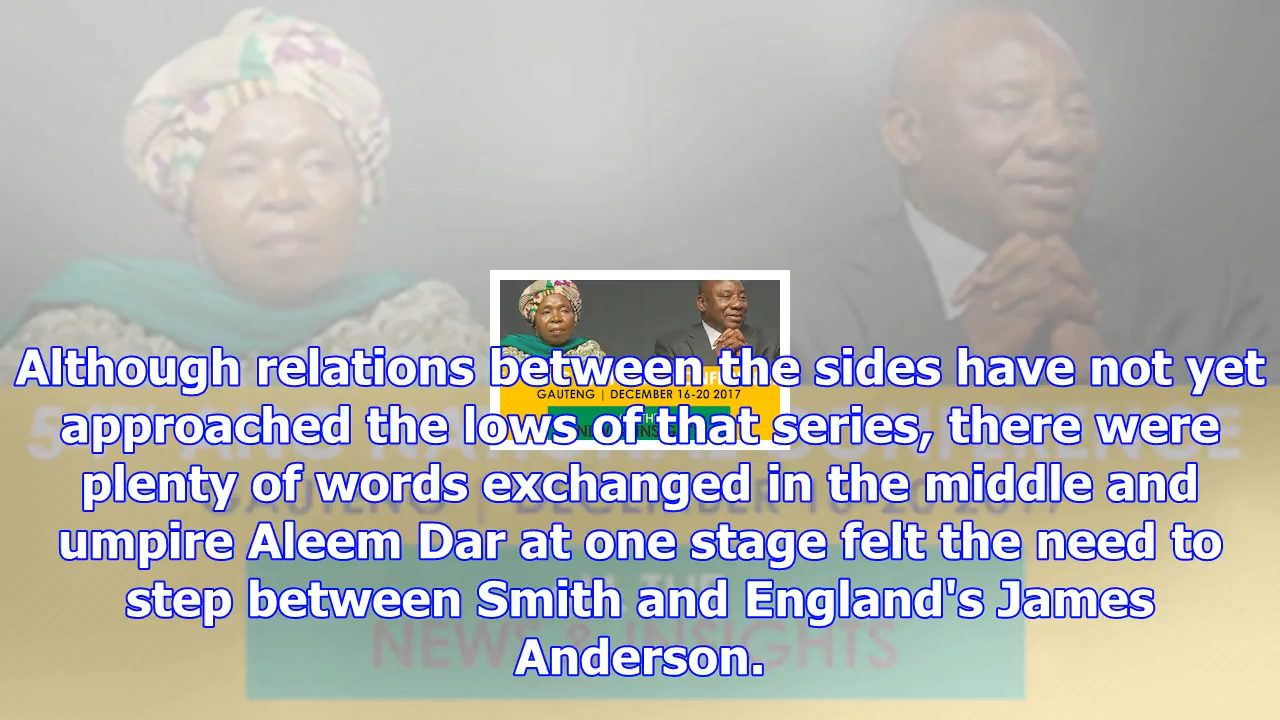 Although relations between the sides have not yet
approached the lows of that series, there were
plenty of words exchanged in the middle and
umpire Aleem Dar at one stage felt the need to
step between Smith and England's James
Anderson.
GAUTENG | DECEMBER 16-20 2017
NEWS & INSIGHTS